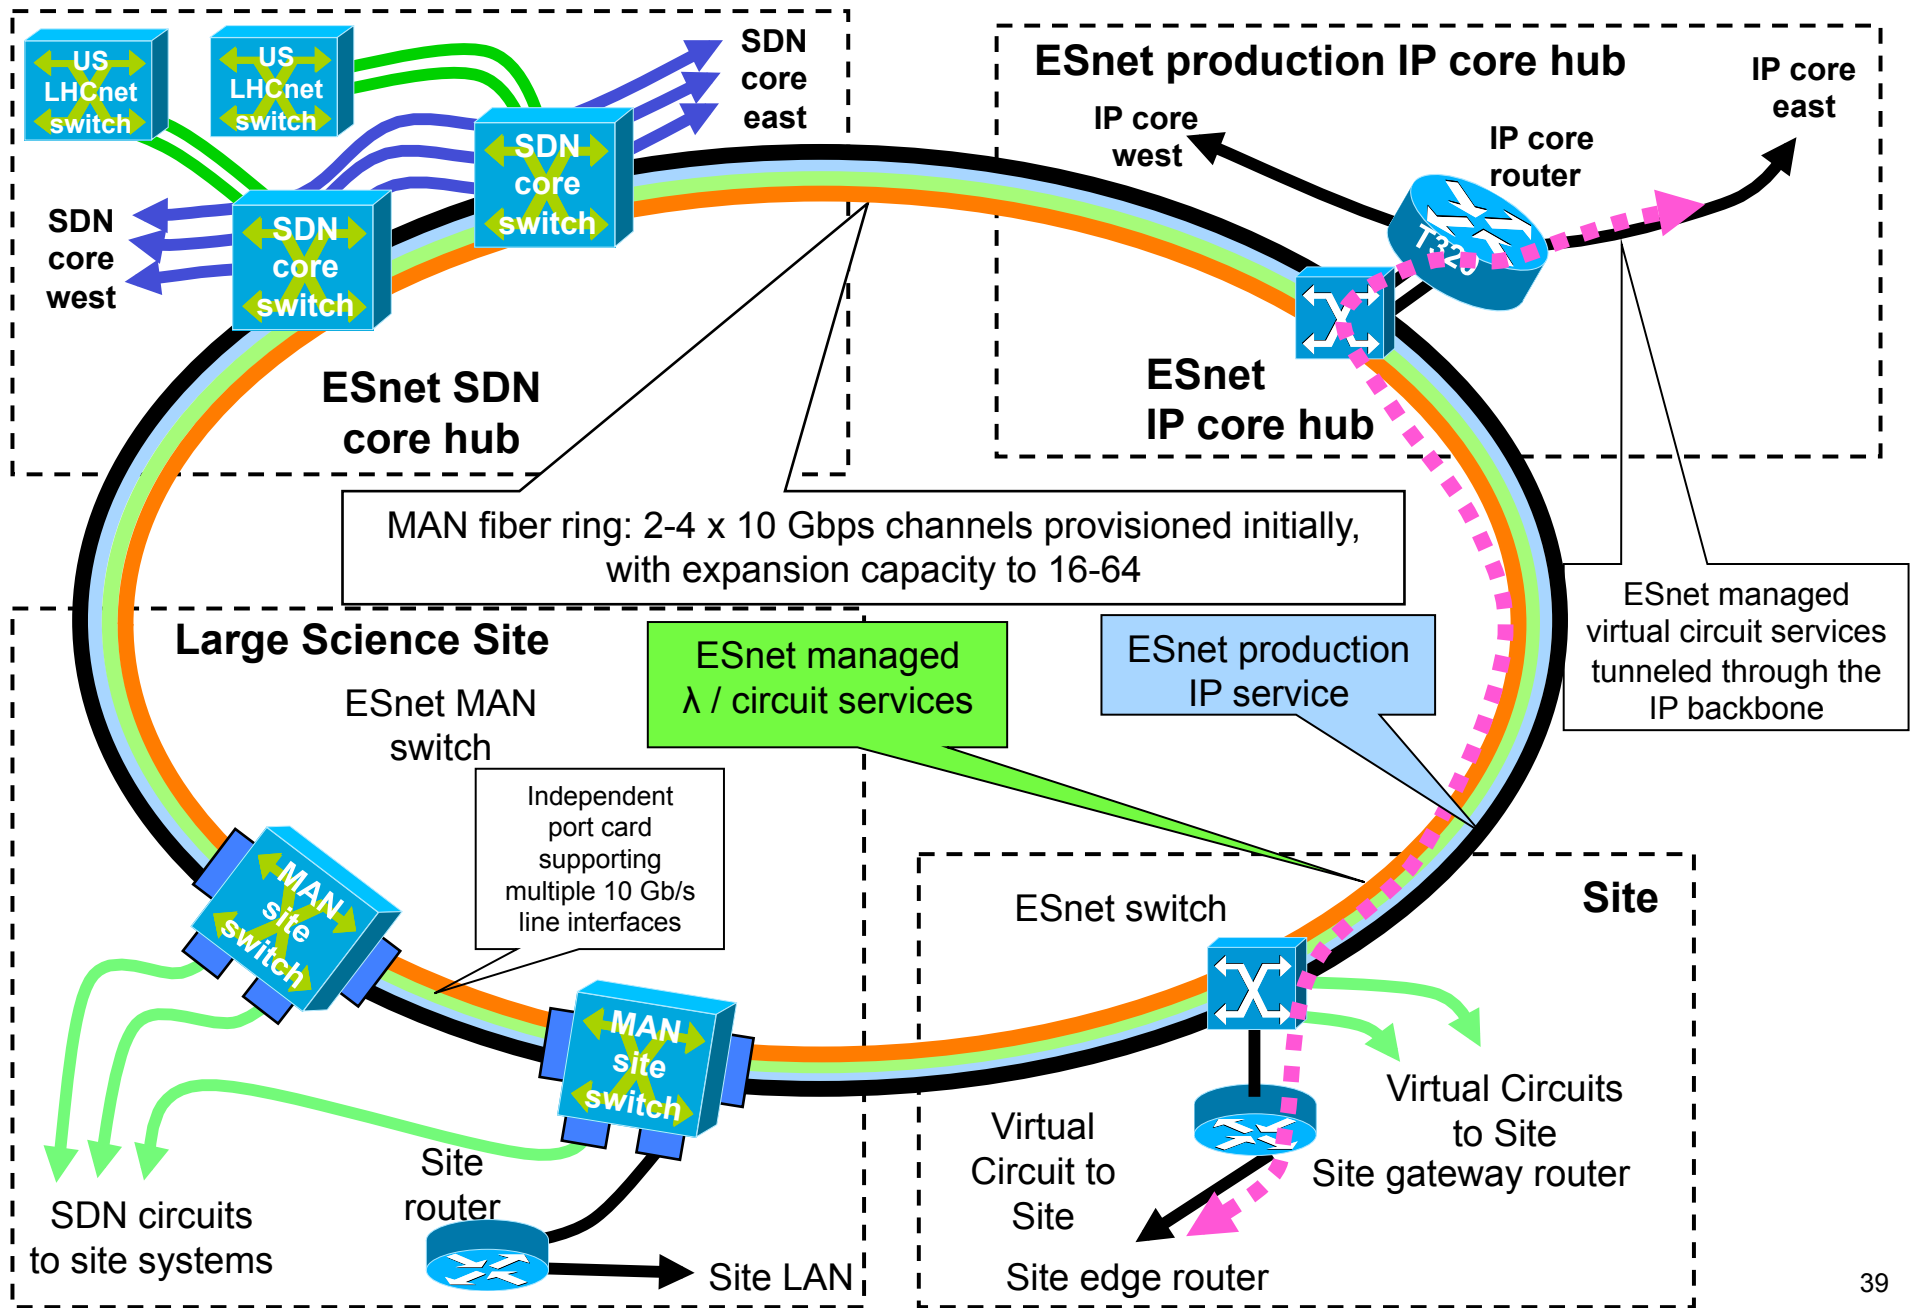 US
LHCnet
switch
US
LHCnet
switch
SDN
core
east
SDN
core
switch
SDN
core
west
SDN
core
switch
ESnet SDN
core hub
ESnet production IP core hub
IP core
west
IP core
router
IP core
east
T320
ESnet
IP core hub
MAN fiber ring: 2-4 x 10 Gbps channels provisioned initially,
with expansion capacity to 16-64
ESnet managed
virtual circuit services
tunneled through the
IP backbone
Large Science Site
ESnet MAN
switch
ESnet managed
λ / circuit services
ESnet production
IP service
Independent
port card
supporting
multiple 10 Gb/s
line interfaces
MAN
site
switch
MAN
site
switch
SDN circuits
to site systems
Site
router
Site LAN
Site
ESnet switch
Virtual
Circuit to
Site
Virtual Circuits
to Site
Site gateway router
Site edge router
39